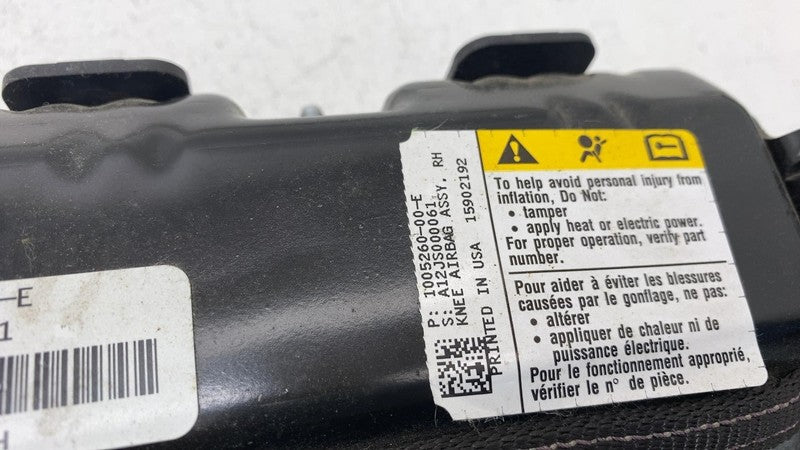 P: 1005260-00-E
S: A12JS000061
KNEE AIRBAG ASSY, RH
PRINTED IN USA 15902192
To help avoid personal injury from
inflation, Do Not:
• tamper
• apply heat or electric power.
For proper operation, verify part
number.
Pour aider à éviter les blessures
causées par le gonflage, ne pas:
• altérer
• appliquer de chaleur ni de
puissance électrique.
Pour le fonctionnement approprié,
vérifier le n° de pièce.
-E
1
H